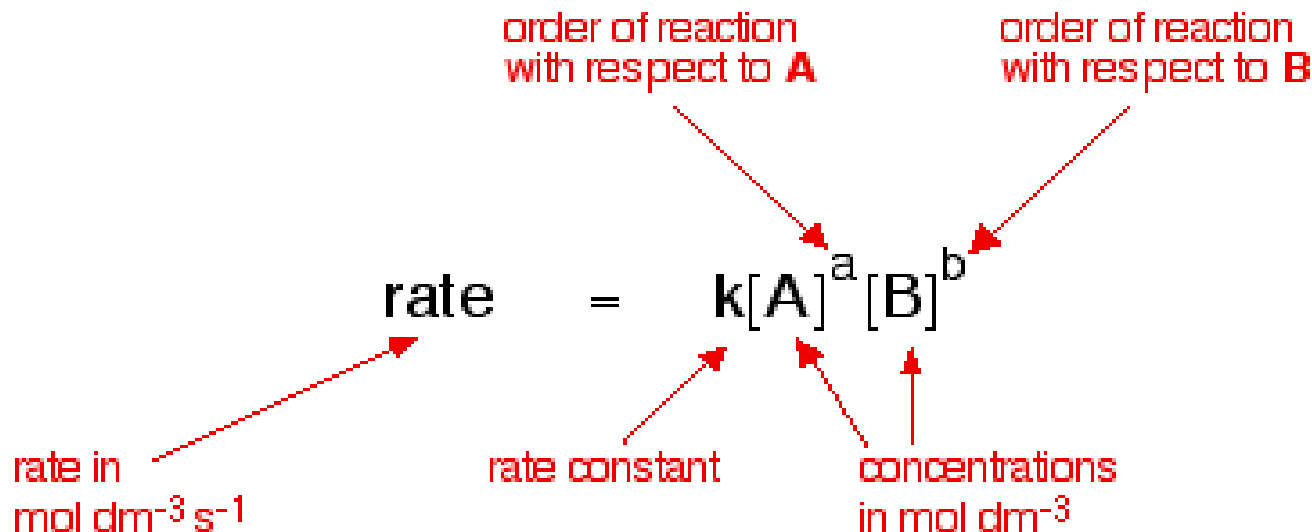 order of reaction
with respect to A
order of reaction
with respect to B
rate = k[A]ᵃ[B]ᵇ
rate in
mol dm⁻³ s⁻¹
rate constant
concentrations
in mol dm⁻³